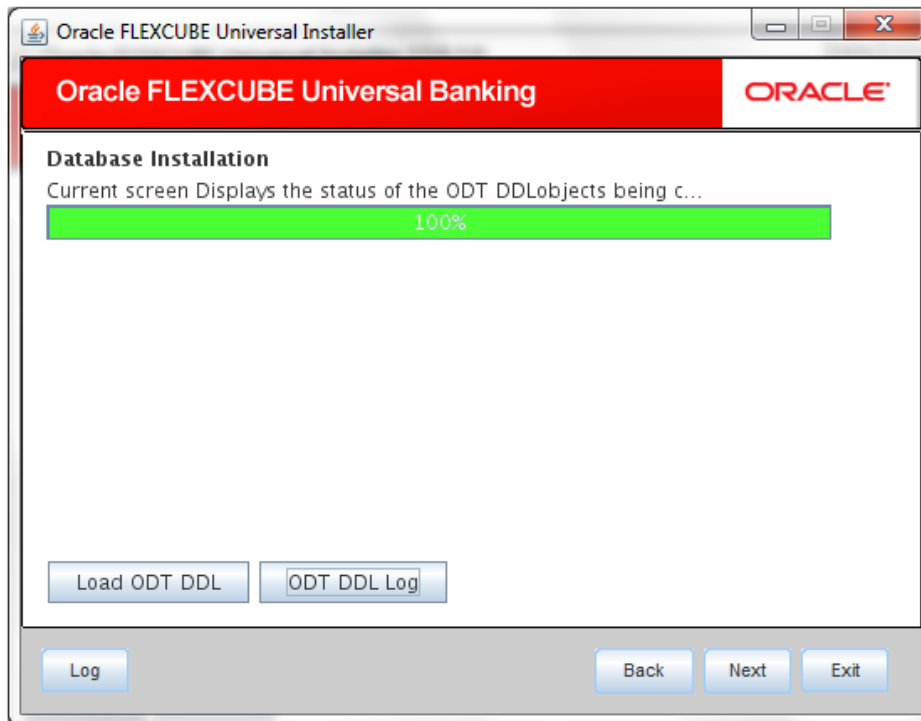 Oracle FLEXCUBE Universal Installer
Oracle FLEXCUBE Universal Banking
ORACLE
Database Installation
Current screen Displays the status of the ODT DDLobjects being c...
100%
Load ODT DDL
ODT DDL Log
Log
Back
Next
Exit